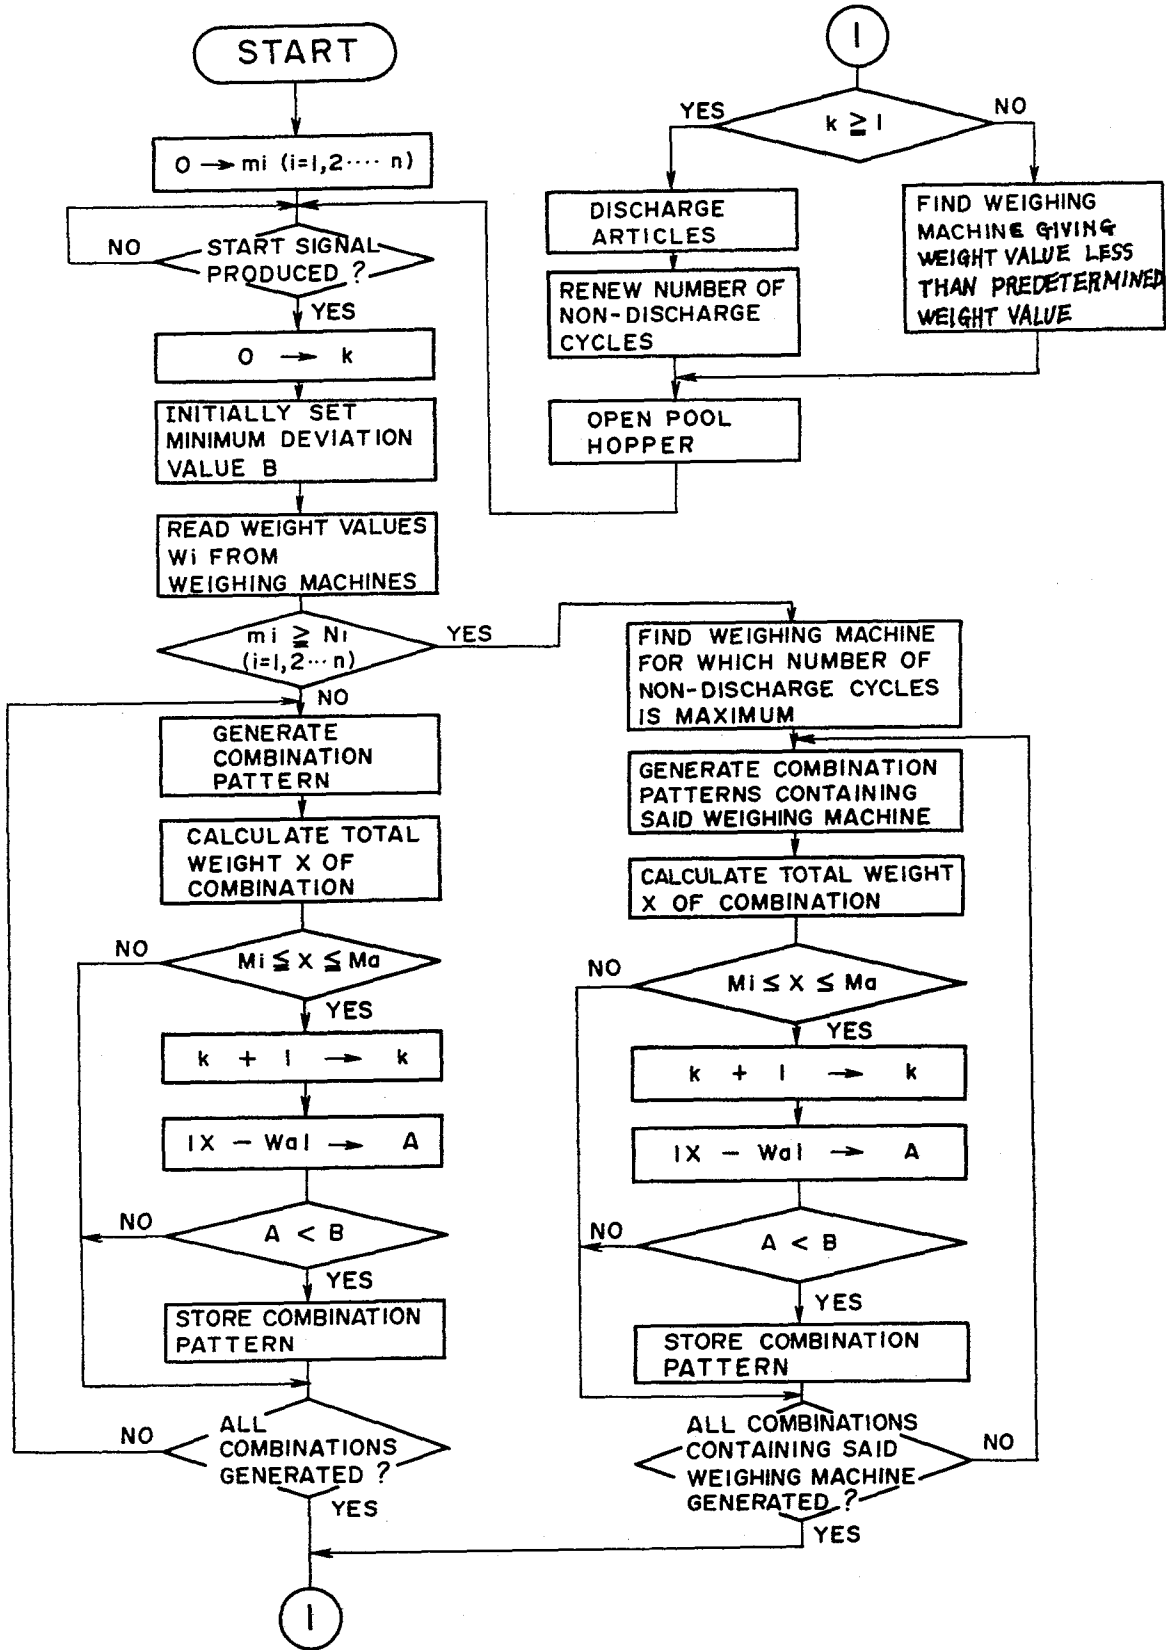 START
0 → mi (i=1,2···· n)
START SIGNAL
PRODUCED ?
NO
YES
0 → k
INITIALLY SET
MINIMUM DEVIATION
VALUE B
READ WEIGHT VALUES
Wi FROM
WEIGHING MACHINES
mi ≧ Ni
(i=1,2··· n)
YES
NO
GENERATE
COMBINATION
PATTERN
CALCULATE TOTAL
WEIGHT X OF
COMBINATION
Mi ≦ X ≦ Ma
NO
YES
k + 1 → k
|X - Wa| → A
A < B
NO
YES
STORE COMBINATION
PATTERN
ALL
COMBINATIONS
GENERATED ?
NO
YES
1
1
k ≧ 1
YES
NO
DISCHARGE
ARTICLES
RENEW NUMBER OF
NON-DISCHARGE
CYCLES
FIND WEIGHING
MACHINE GIVING
WEIGHT VALUE LESS
THAN PREDETERMINED
WEIGHT VALUE
OPEN POOL
HOPPER
FIND WEIGHING MACHINE
FOR WHICH NUMBER OF
NON-DISCHARGE CYCLES
IS MAXIMUM
GENERATE COMBINATION
PATTERNS CONTAINING
SAID WEIGHING MACHINE
CALCULATE TOTAL WEIGHT
X OF COMBINATION
Mi ≤ X ≤ Ma
NO
YES
k + 1 → k
|X - Wa| → A
A < B
NO
YES
STORE COMBINATION
PATTERN
ALL COMBINATIONS
CONTAINING SAID
WEIGHING MACHINE
GENERATED ?
NO
YES